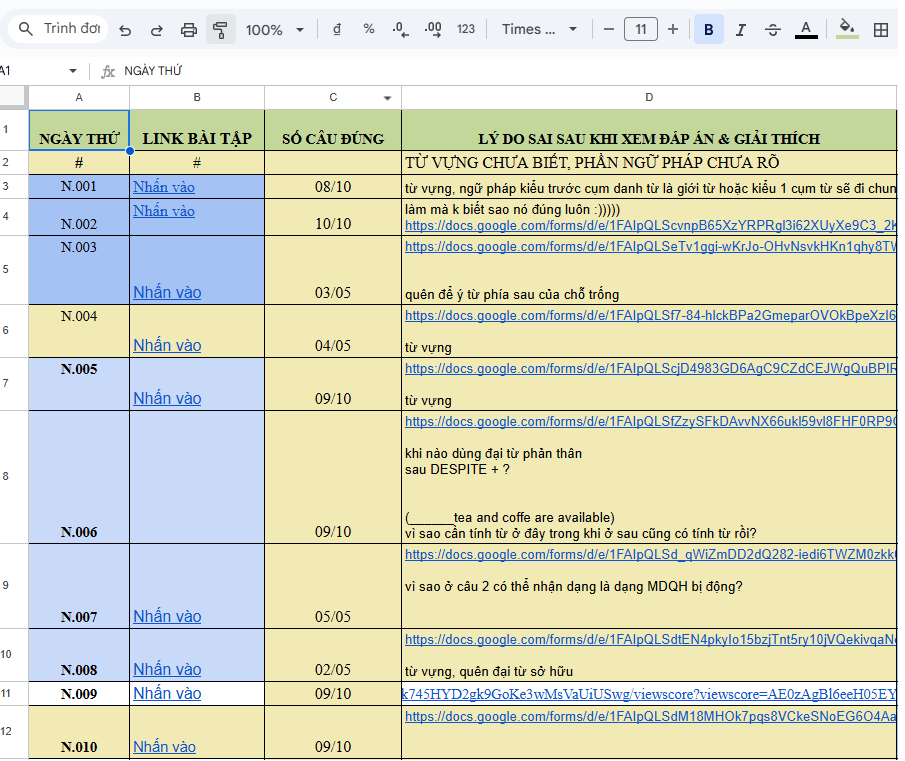 Trình đơn 100% đ % .0 .00 123 Times ... 11 B I A
A1 fx NGÀY THỨ
A B C D
1 NGÀY THỨ LINK BÀI TẬP SỐ CÂU ĐÚNG LÝ DO SAI SAU KHI XEM ĐÁP ÁN & GIẢI THÍCH
2 # # TỪ VỰNG CHƯA BIẾT, PHẦN NGỮ PHÁP CHƯA RÕ
3 N.001 Nhấn vào 08/10 từ vựng, ngữ pháp kiểu trước cụm danh từ là giới từ hoặc kiểu 1 cụm từ sẽ đi chun
4 N.002 Nhấn vào 10/10 làm mà k biết sao nó đúng luôn :)))))
https://docs.google.com/forms/d/e/1FAIpQLScvnpB65XzYRPRgl3i62XUyXe9C3_2K
5 N.003 Nhấn vào 03/05 https://docs.google.com/forms/d/e/1FAIpQLSeTv1ggi-wKrJo-OHvNsvkHKn1qhy8TW
quên để ý từ phía sau của chỗ trống
6 N.004 Nhấn vào 04/05 https://docs.google.com/forms/d/e/1FAIpQLSf7-84-hlckBPa2GmeparOVOkBpeXzI6
từ vựng
7 N.005 Nhấn vào 09/10 https://docs.google.com/forms/d/e/1FAIpQLScjD4983GD6AgC9CZdCEJWgQuBPIR
từ vựng
8 N.006 09/10 https://docs.google.com/forms/d/e/1FAIpQLSfZzySFkDAvvNX66ukI59vl8FHF0RP9
khi nào dùng đại từ phản thân
sau DESPITE + ?
(______tea and coffe are available)
vì sao cần tính từ ở đây trong khi ở sau cũng có tính từ rồi?
9 N.007 Nhấn vào 05/05 https://docs.google.com/forms/d/e/1FAIpQLSd_qWiZmDD2dQ282-iedi6TWZM0zkk
vì sao ở câu 2 có thể nhận dạng là dạng MDQH bị động?
10 N.008 Nhấn vào 02/05 https://docs.google.com/forms/d/e/1FAIpQLSdtEN4pkyIo15bzjTnt5ry10jVQekivqaN
từ vựng, quên đại từ sở hữu
11 N.009 Nhấn vào 09/10 k745HYD2gk9GoKe3wMsVaUiUSwg/viewscore?viewscore=AE0zAgBl6eeH05EY
12 N.010 Nhấn vào 09/10 https://docs.google.com/forms/d/e/1FAIpQLSdM18MHOk7pqs8VCkeSNoEG6O4Aa